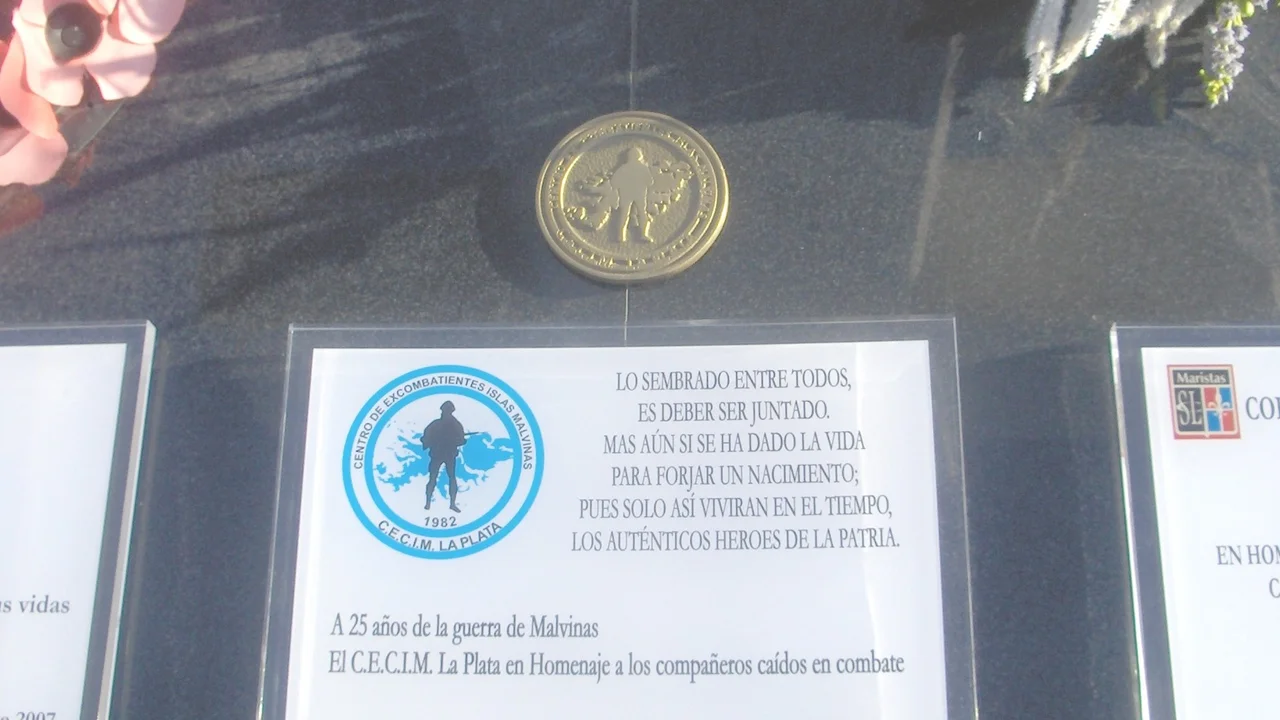 CENTRO DE EXCOMBATIENTES ISLAS MALVINAS
1982
C.E.C.I.M. LA PLATA
LO SEMBRADO ENTRE TODOS,
ES DEBER SER JUNTADO.
MAS AÚN SI SE HA DADO LA VIDA
PARA FORJAR UN NACIMIENTO;
PUES SOLO ASÍ VIVIRAN EN EL TIEMPO,
LOS AUTÉNTICOS HEROES DE LA PATRIA.
A 25 años de la guerra de Malvinas
El C.E.C.I.M. La Plata en Homenaje a los compañeros caídos en combate
vidas
2007
Maristas
SL
EN